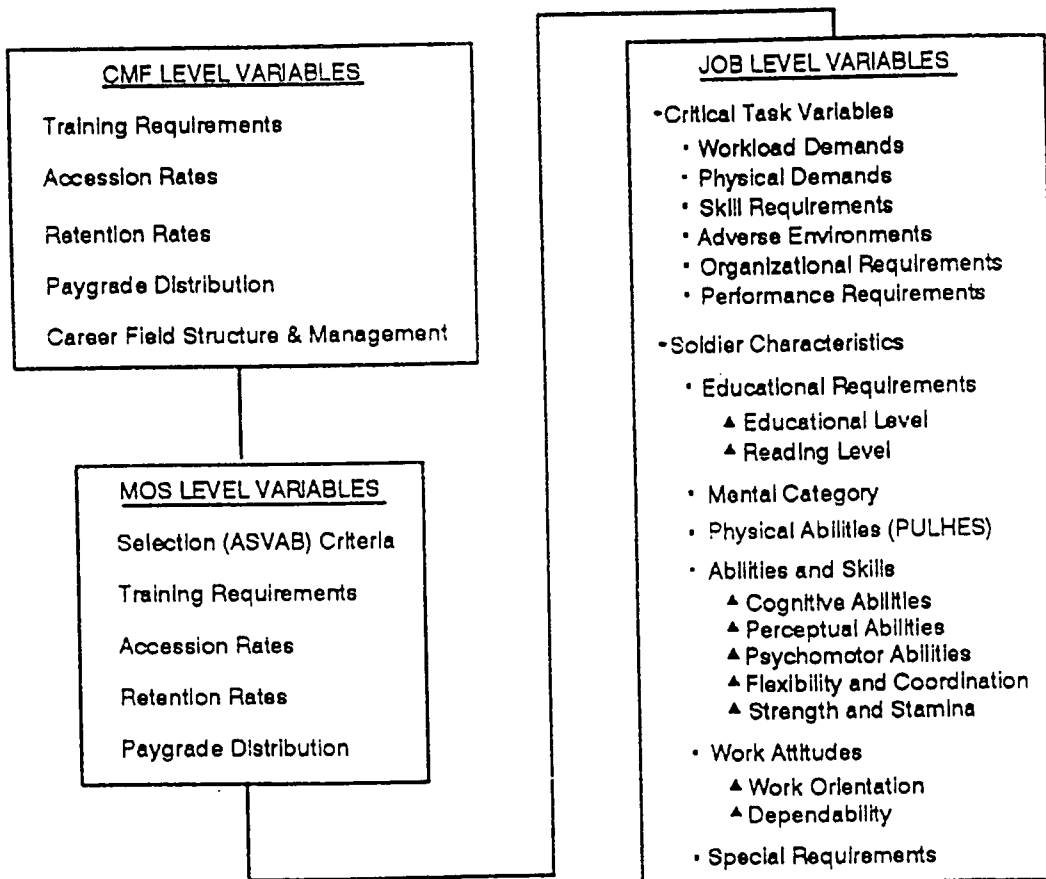 CMF LEVEL VARIABLES
Training Requirements
Accession Rates
Retention Rates
Paygrade Distribution
Career Field Structure & Management
MOS LEVEL VARIABLES
Selection (ASVAB) Criteria
Training Requirements
Accession Rates
Retention Rates
Paygrade Distribution
JOB LEVEL VARIABLES
•Critical Task Variables
• Workload Demands
• Physical Demands
• Skill Requirements
• Adverse Environments
• Organizational Requirements
• Performance Requirements
•Soldier Characteristics
• Educational Requirements
▲ Educational Level
▲ Reading Level
• Mental Category
• Physical Abilities (PULHES)
• Abilities and Skills
▲ Cognitive Abilities
▲ Perceptual Abilities
▲ Psychomotor Abilities
▲ Flexibility and Coordination
▲ Strength and Stamina
• Work Attitudes
▲ Work Orientation
▲ Dependability
• Special Requirements